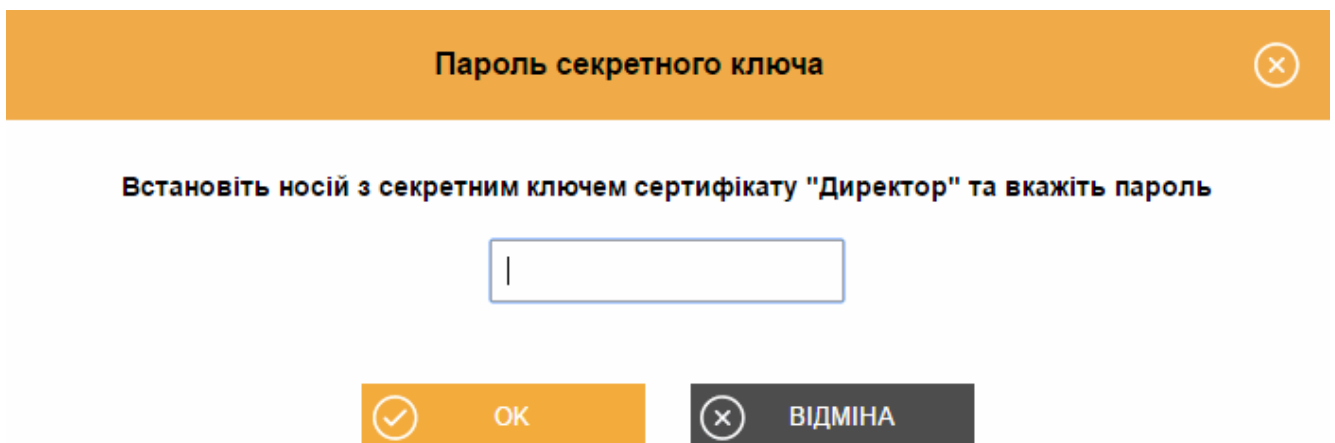 Пароль секретного ключа
Встановіть носій з секретним ключем сертифікату "Директор" та вкажіть пароль
ОК
ВІДМІНА